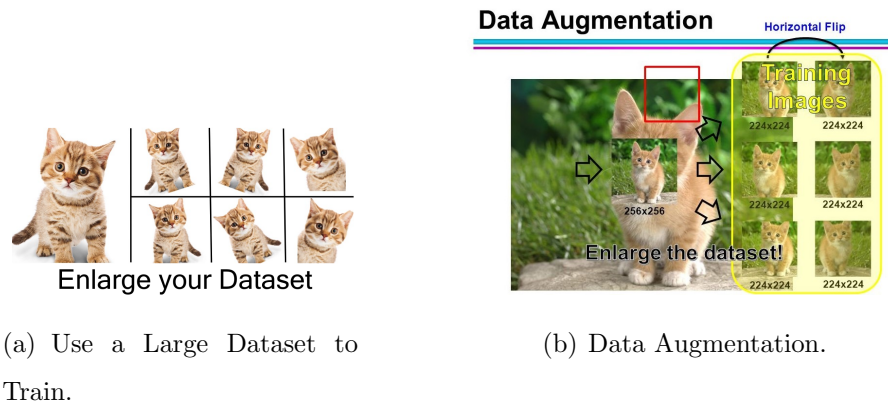 Data Augmentation
Horizontal Flip
Training
Images
224x224 224x224
224x224 224x224
256x256
Enlarge the dataset!
224x224 224x224
Enlarge your Dataset
(a) Use a Large Dataset to
Train.
(b) Data Augmentation.